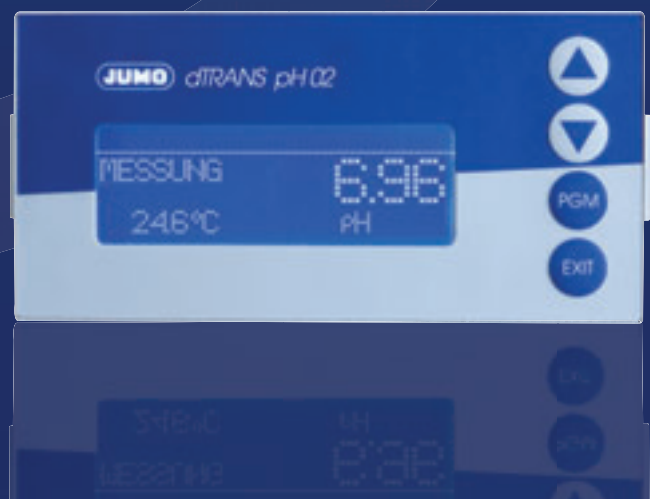 JUMO dTRANS pH 02
MESSUNG 6.96
24.6°C pH
PGM
EXIT